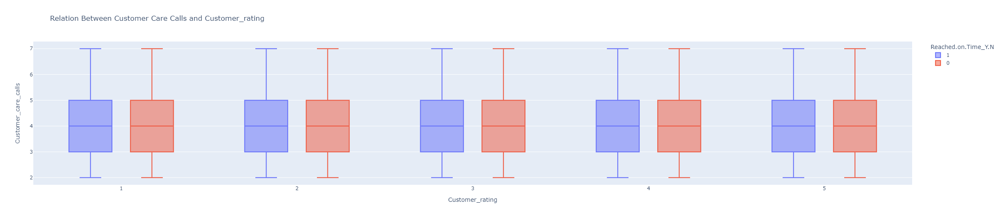 Relation Between Customer Care Calls and Customer_rating
Reached.on.Time_Y.N
1
0
7
6
5
4
3
2
Customer_care_calls
1 2 3 4 5
Customer_rating